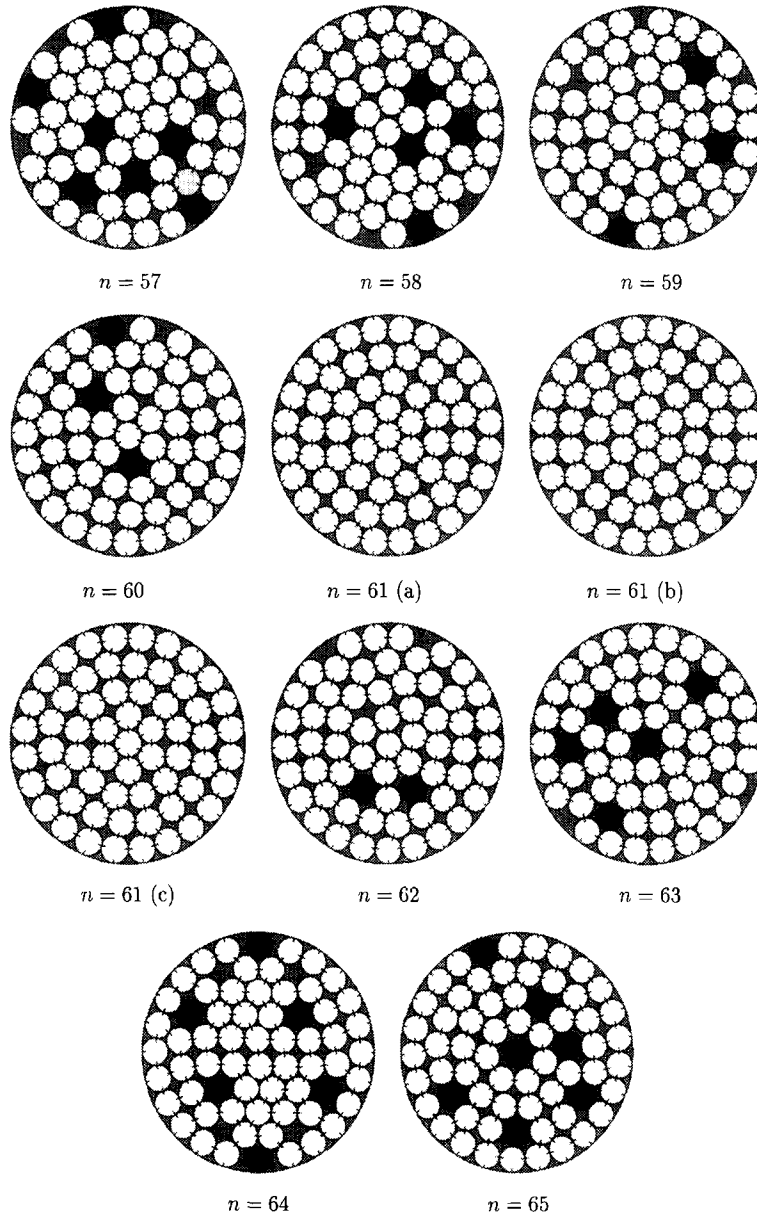 n = 57
n = 58
n = 59
n = 60
n = 61 (a)
n = 61 (b)
n = 61 (c)
n = 62
n = 63
n = 64
n = 65